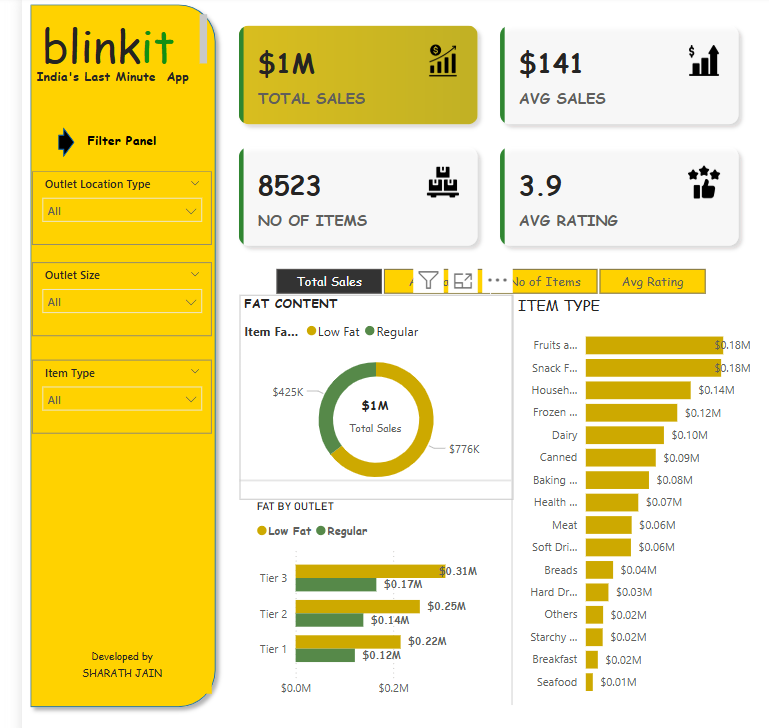 blinkit
India's Last Minute App
Filter Panel
Outlet Location Type
All
Outlet Size
All
Item Type
All
Developed by
SHARATH JAIN
$1M
TOTAL SALES
$141
AVG SALES
8523
NO OF ITEMS
3.9
AVG RATING
Total Sales
No of Items
Avg Rating
FAT CONTENT
Item Fa...
Low Fat
Regular
$425K
$1M
Total Sales
$776K
FAT BY OUTLET
Low Fat
Regular
Tier 3 $0.31M
$0.17M
Tier 2 $0.25M
$0.14M
Tier 1 $0.22M
$0.12M
$0.0M $0.2M
ITEM TYPE
Fruits a... $0.18M
Snack F... $0.18M
Househ... $0.14M
Frozen ... $0.12M
Dairy $0.10M
Canned $0.09M
Baking ... $0.08M
Health ... $0.07M
Meat $0.06M
Soft Dri... $0.06M
Breads $0.04M
Hard Dr... $0.03M
Others $0.02M
Starchy ... $0.02M
Breakfast $0.02M
Seafood $0.01M